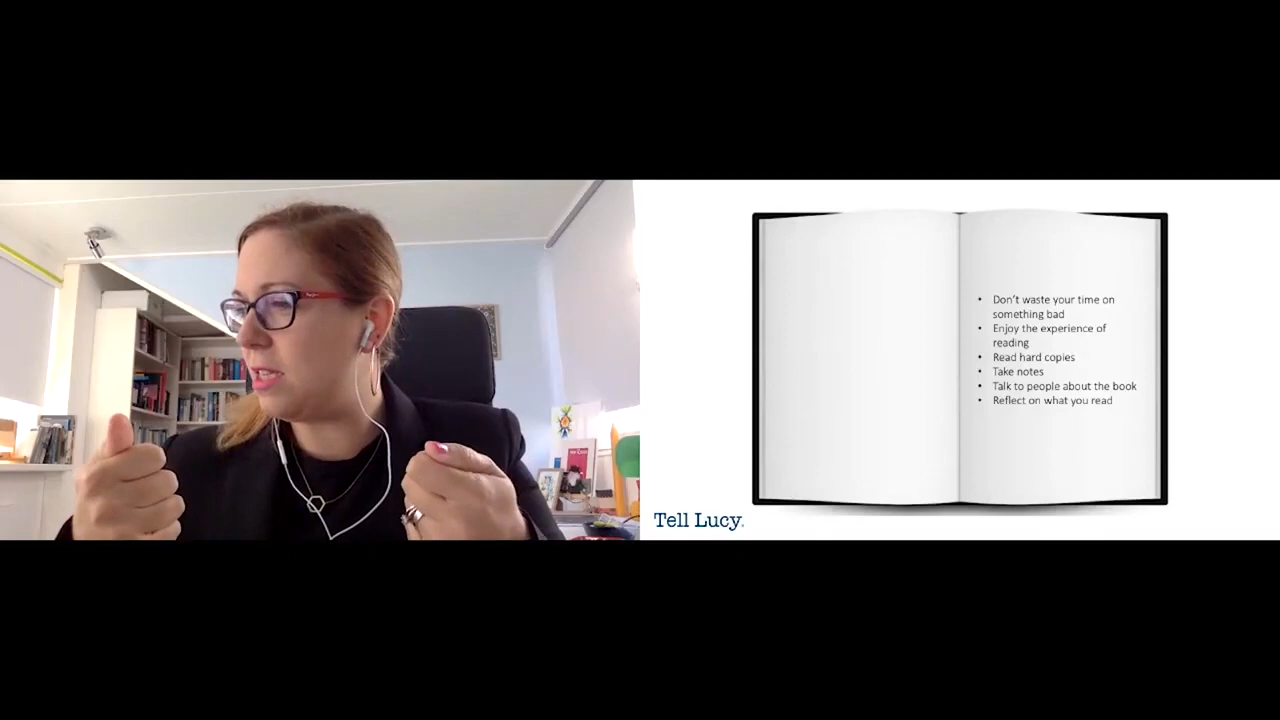 • Don't waste your time on
something bad
• Enjoy the experience of
reading
• Read hard copies
• Take notes
• Talk to people about the book
• Reflect on what you read
Tell Lucy.